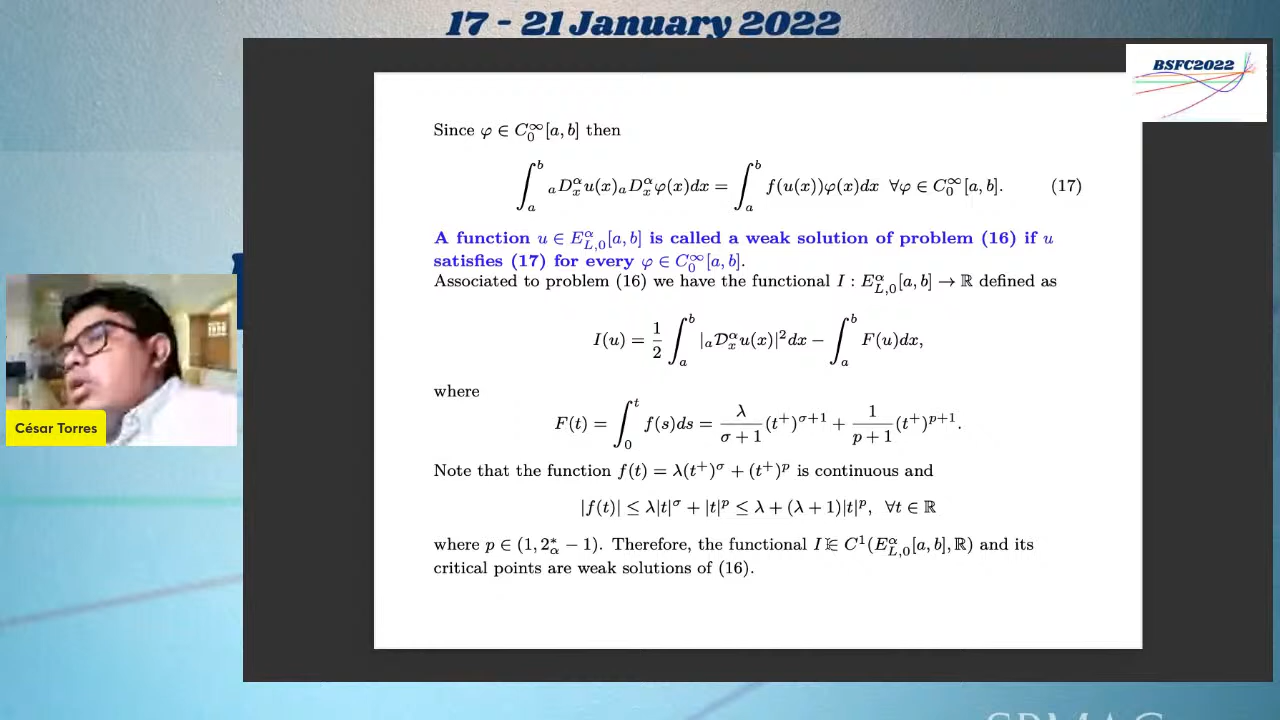 17 - 21 January 2022
BSFC2022
Since φ ∈ C₀^∞[a, b] then
∫_a^b ₐD_x^α u(x)ₐD_x^α φ(x)dx = ∫_a^b f(u(x))φ(x)dx ∀φ ∈ C₀^∞[a, b]. (17)
A function u ∈ E_{L,0}^α[a, b] is called a weak solution of problem (16) if u
satisfies (17) for every φ ∈ C₀^∞[a, b].
Associated to problem (16) we have the functional I : E_{L,0}^α[a, b] → ℝ defined as
I(u) = 1/2 ∫_a^b |ₐ𝒟_x^α u(x)|²dx − ∫_a^b F(u)dx,
where
F(t) = ∫_0^t f(s)ds = λ/(σ + 1) (t⁺)^{σ+1} + 1/(p + 1) (t⁺)^{p+1}.
Note that the function f(t) = λ(t⁺)^σ + (t⁺)^p is continuous and
|f(t)| ≤ λ|t|^σ + |t|^p ≤ λ + (λ + 1)|t|^p, ∀t ∈ ℝ
where p ∈ (1, 2_α^* − 1). Therefore, the functional I ∈ C¹(E_{L,0}^α[a, b], ℝ) and its
critical points are weak solutions of (16).
César Torres